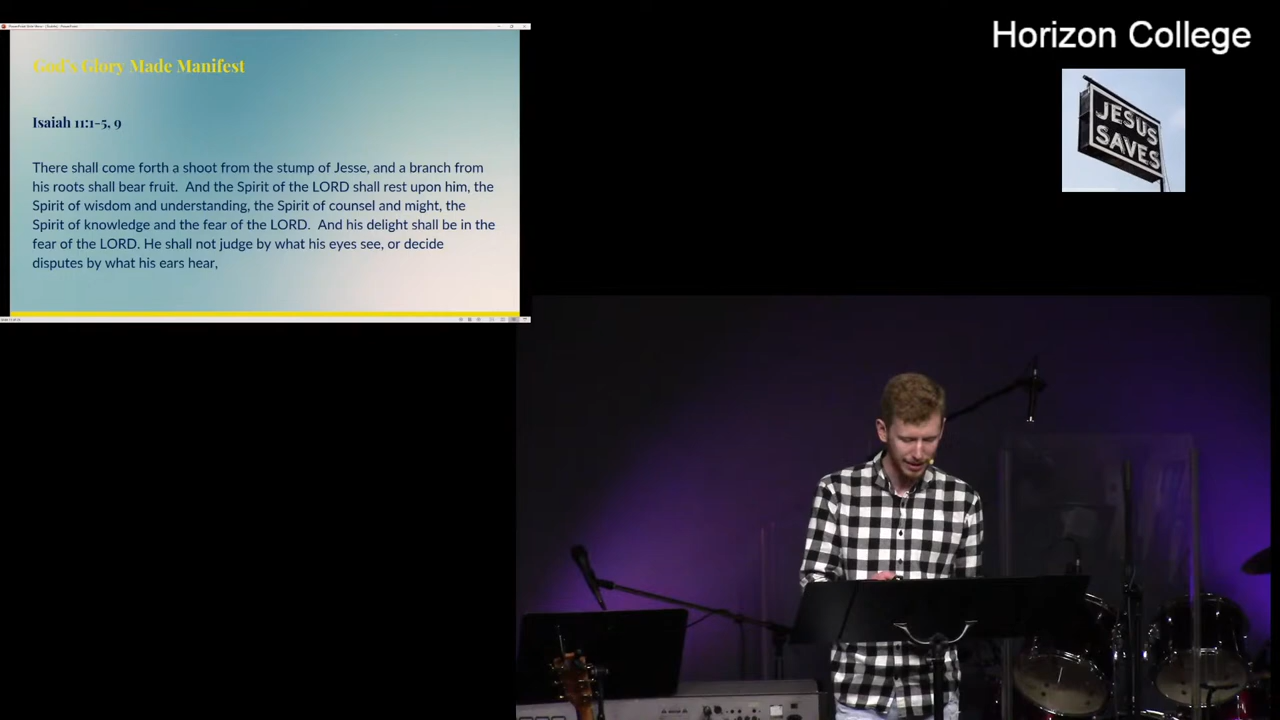 God's Glory Made Manifest
Isaiah 11:1-5, 9
There shall come forth a shoot from the stump of Jesse, and a branch from
his roots shall bear fruit.  And the Spirit of the LORD shall rest upon him, the
Spirit of wisdom and understanding, the Spirit of counsel and might, the
Spirit of knowledge and the fear of the LORD.  And his delight shall be in the
fear of the LORD. He shall not judge by what his eyes see, or decide
disputes by what his ears hear,
Horizon College
JESUS
SAVES